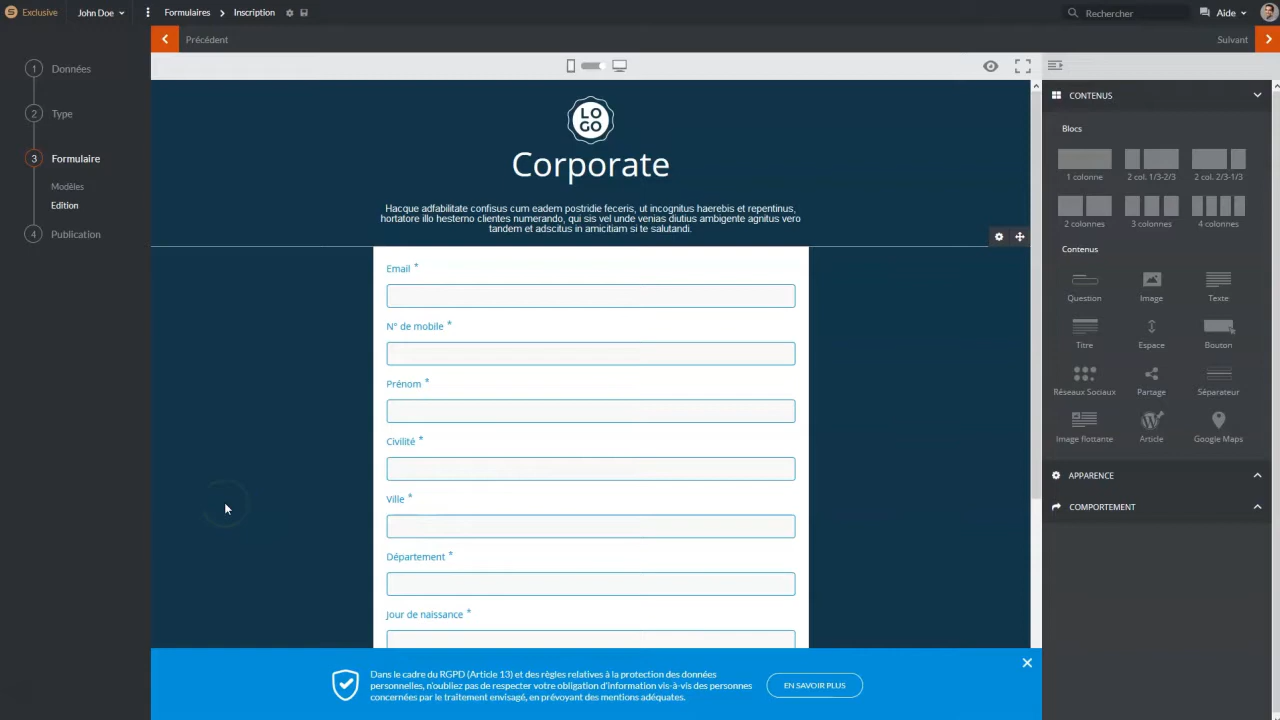 Exclusive
John Doe
Formulaires > Inscription
Rechercher
Aide
Précédent
Suivant
1 Données
2 Type
3 Formulaire
Modèles
Edition
4 Publication
LO
GO
Corporate
Hacque adfabilitate confisus cum eadem postridie feceris, ut incognitus haerebis et repentinus,
hortatore illo hesterno clientes numerando, qui sis vel unde venias diutius ambigente agnitus vero
tandem et adscitus in amicitiam si te salutandi.
Email *
N° de mobile *
Prénom *
Civilité *
Ville *
Département *
Jour de naissance *
Dans le cadre du RGPD (Article 13) et des règles relatives à la protection des données
personnelles, n'oubliez pas de respecter votre obligation d'information vis-à-vis des personnes
concernées par le traitement envisagé, en prévoyant des mentions adéquates.
EN SAVOIR PLUS
CONTENUS
Blocs
1 colonne
2 col. 1/3-2/3
2 col. 2/3-1/3
2 colonnes
3 colonnes
4 colonnes
Contenus
Question
Image
Texte
Titre
Espace
Bouton
Réseaux Sociaux
Partage
Séparateur
Image flottante
Article
Google Maps
APPARENCE
COMPORTEMENT